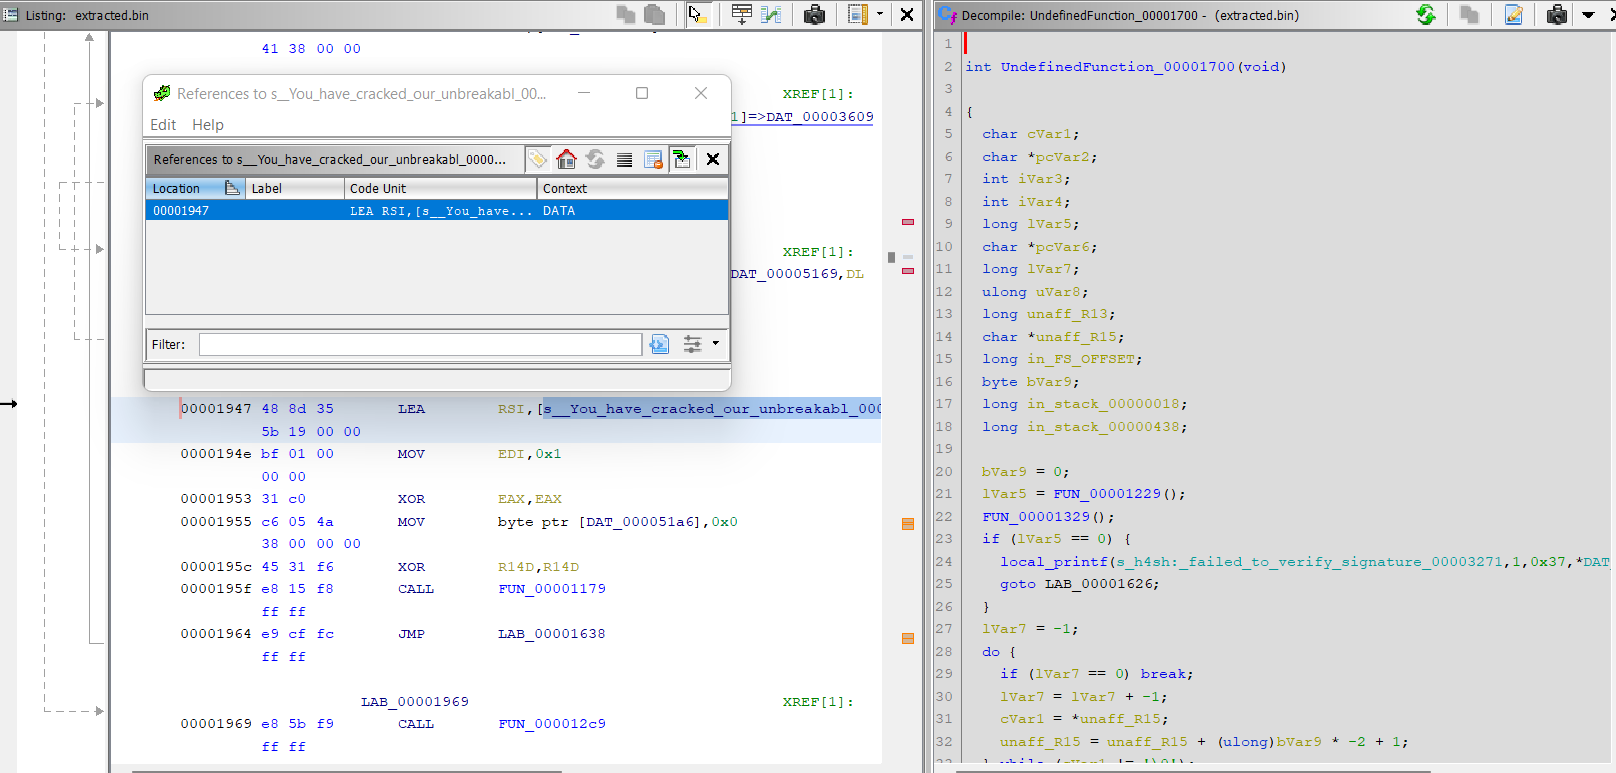 Listing: extracted.bin
41 38 00 00
XREF[1]:
1]=>DAT_00003609
XREF[1]:
DAT_00005169,DL
References to s__You_have_cracked_our_unbreakabl_00...
Edit Help
References to s__You_have_cracked_our_unbreakabl_0000...
Location Label Code Unit Context
00001947 LEA RSI,[s__You_have... DATA
Filter:
00001947 48 8d 35 LEA RSI,[s__You_have_cracked_our_unbreakabl_000
5b 19 00 00
0000194e bf 01 00 MOV EDI,0x1
00 00
00001953 31 c0 XOR EAX,EAX
00001955 c6 05 4a MOV byte ptr [DAT_000051a6],0x0
38 00 00 00
0000195c 45 31 f6 XOR R14D,R14D
0000195f e8 15 f8 CALL FUN_00001179
ff ff
00001964 e9 cf fc JMP LAB_00001638
ff ff
LAB_00001969 XREF[1]:
00001969 e8 5b f9 CALL FUN_000012c9
ff ff
Decompile: UndefinedFunction_00001700 - (extracted.bin)
1
2 int UndefinedFunction_00001700(void)
3
4 {
5 char cVar1;
6 char *pcVar2;
7 int iVar3;
8 int iVar4;
9 long lVar5;
10 char *pcVar6;
11 long lVar7;
12 ulong uVar8;
13 long unaff_R13;
14 char *unaff_R15;
15 long in_FS_OFFSET;
16 byte bVar9;
17 long in_stack_00000018;
18 long in_stack_00000438;
19
20 bVar9 = 0;
21 lVar5 = FUN_00001229();
22 FUN_00001329();
23 if (lVar5 == 0) {
24 local_printf(s_h4sh:_failed_to_verify_signature_00003271,1,0x37,*DAT_
25 goto LAB_00001626;
26 }
27 lVar7 = -1;
28 do {
29 if (lVar7 == 0) break;
30 lVar7 = lVar7 + -1;
31 cVar1 = *unaff_R15;
32 unaff_R15 = unaff_R15 + (ulong)bVar9 * -2 + 1;